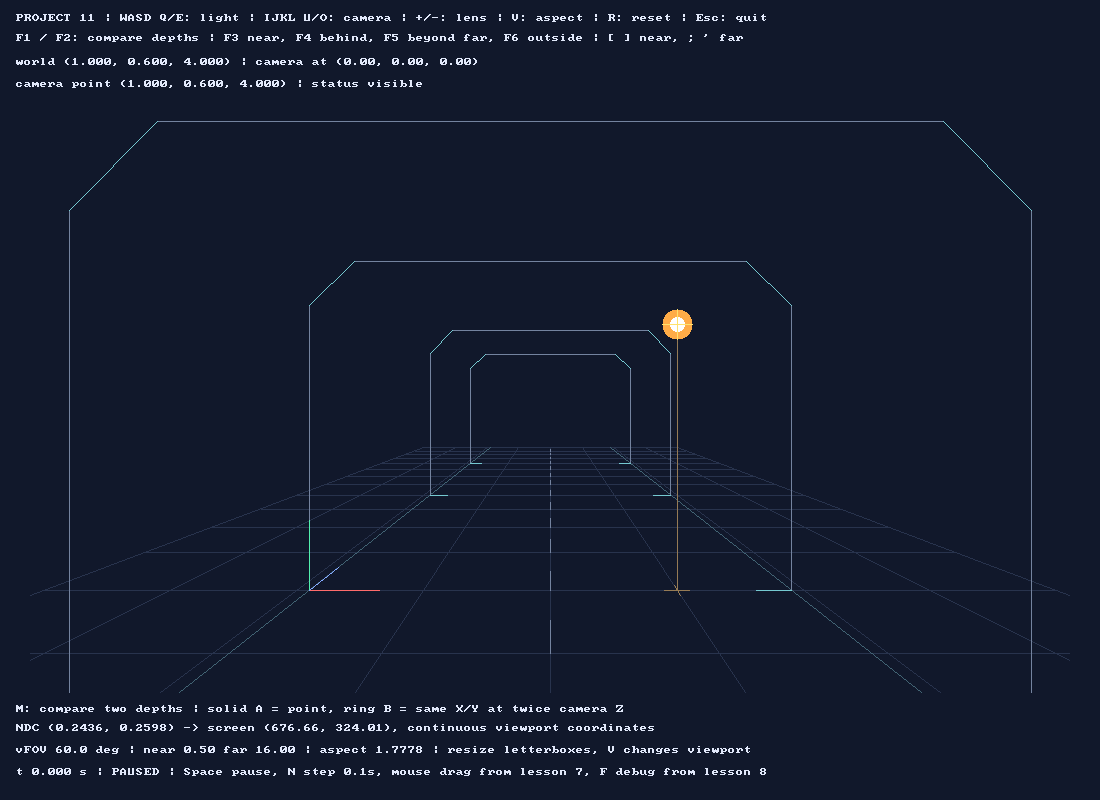 PROJECT 11 ¦ WASD Q/E: light ¦ IJKL U/O: camera ¦ +/-: lens ¦ V: aspect ¦ R: reset ¦ Esc: quit
F1 / F2: compare depths ¦ F3 near, F4 behind, F5 beyond far, F6 outside ¦ [ ] near, ; ' far
world (1.000, 0.600, 4.000) ¦ camera at (0.00, 0.00, 0.00)
camera point (1.000, 0.600, 4.000) ¦ status visible
M: compare two depths ¦ solid A = point, ring B = same X/Y at twice camera Z
NDC (0.2436, 0.2598) -> screen (676.66, 324.01), continuous viewport coordinates
vFOV 60.0 deg ¦ near 0.50 far 16.00 ¦ aspect 1.7778 ¦ resize letterboxes, V changes viewport
t 0.000 s ¦ PAUSED ¦ Space pause, N step 0.1s, mouse drag from lesson 7, F debug from lesson 8